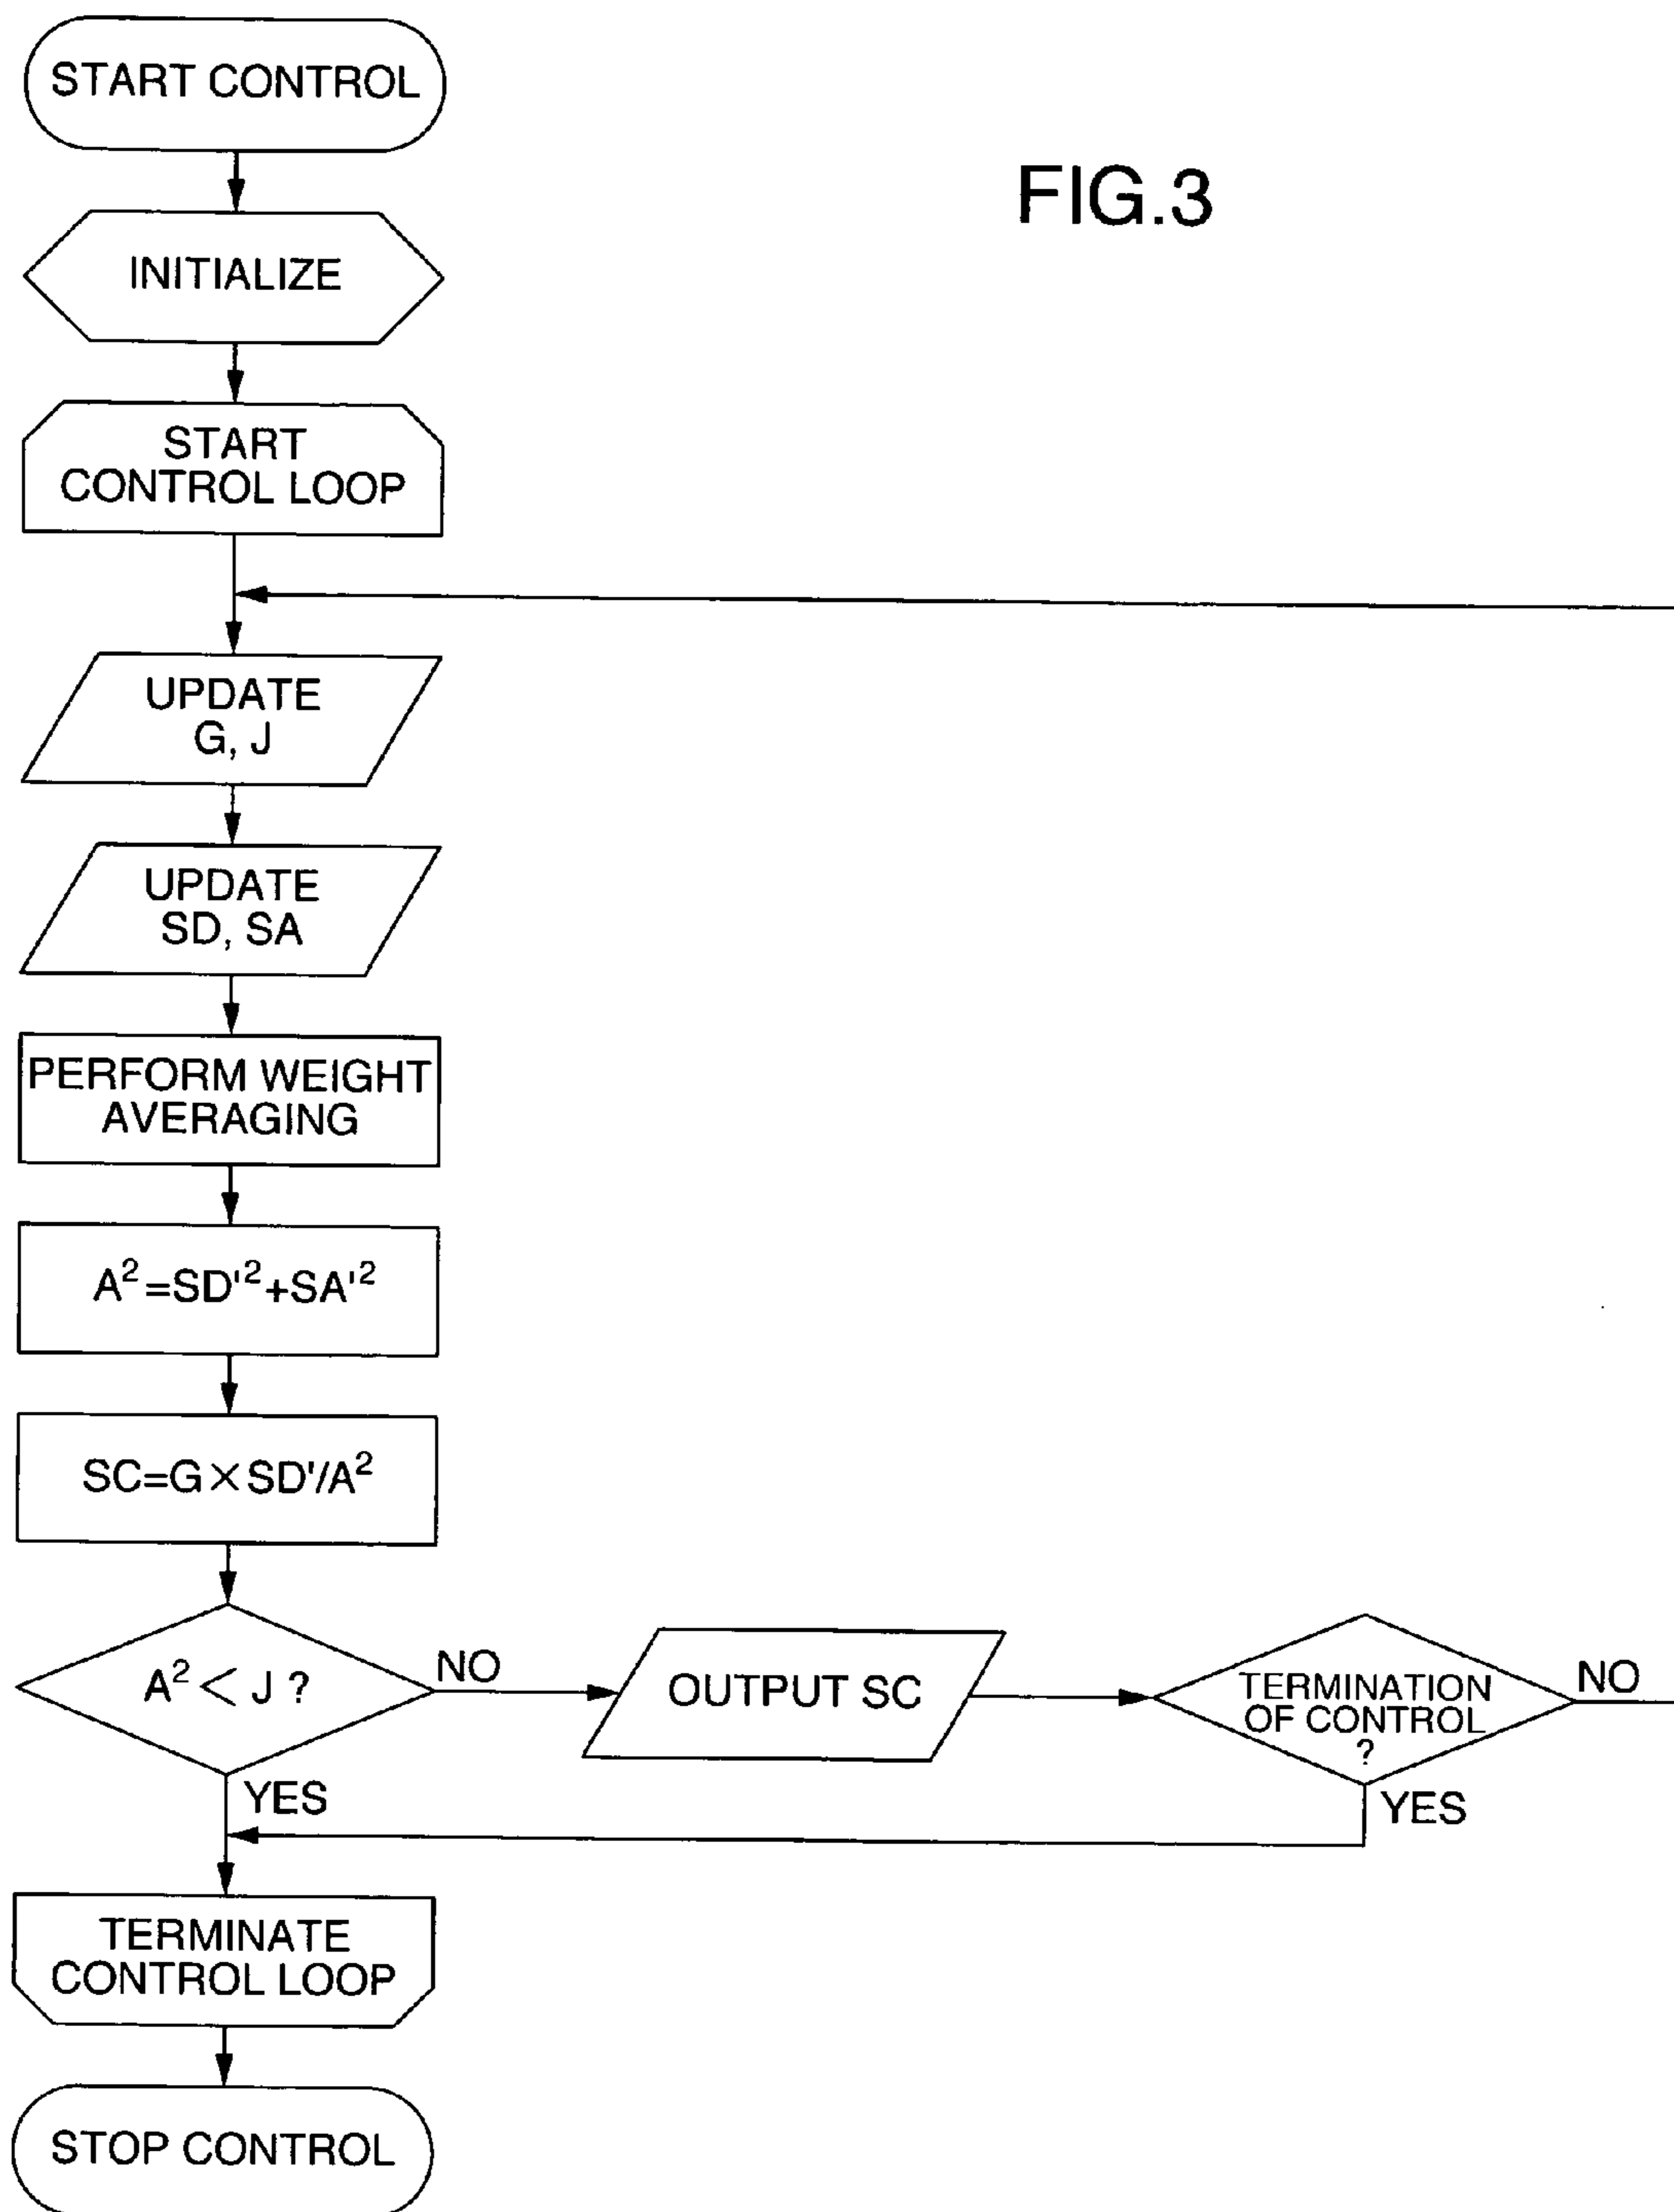 START CONTROL
FIG.3
INITIALIZE
START
CONTROL LOOP
UPDATE
G, J
UPDATE
SD, SA
PERFORM WEIGHT
AVERAGING
A²=SD'²+SA'²
SC=G×SD'/A²
A²<J ?
NO
OUTPUT SC
TERMINATION
OF CONTROL
?
NO
YES
YES
TERMINATE
CONTROL LOOP
STOP CONTROL